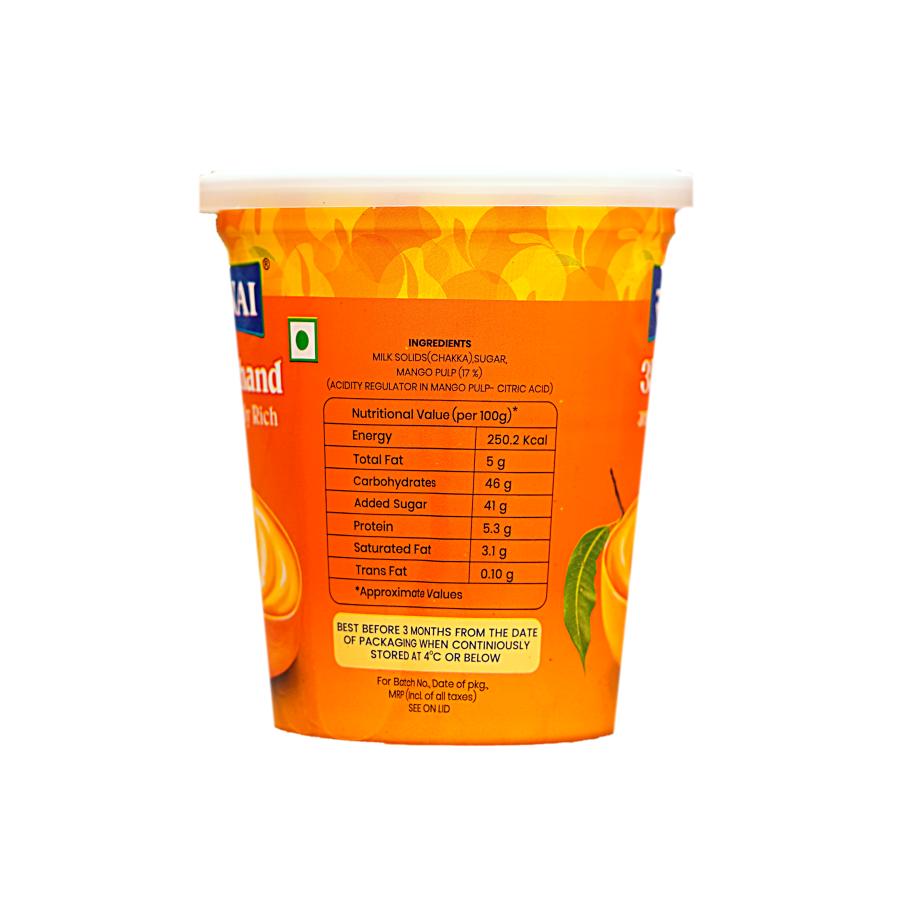 ®
INGREDIENTS
MILK SOLIDS(CHAKKA),SUGAR,
MANGO PULP (17 %)
(ACIDITY REGULATOR IN MANGO PULP- CITRIC ACID)
Nutritional Value (per 100g)*
Energy 250.2 Kcal
Total Fat 5 g
Carbohydrates 46 g
Added Sugar 41 g
Protein 5.3 g
Saturated Fat 3.1 g
Trans Fat 0.10 g
*Approximate Values
BEST BEFORE 3 MONTHS FROM THE DATE
OF PACKAGING WHEN CONTINIOUSLY
STORED AT 4°C OR BELOW
For Batch No., Date of pkg.,
MRP (Incl. of all taxes)
SEE ON LID
KAI
hand
y Rich